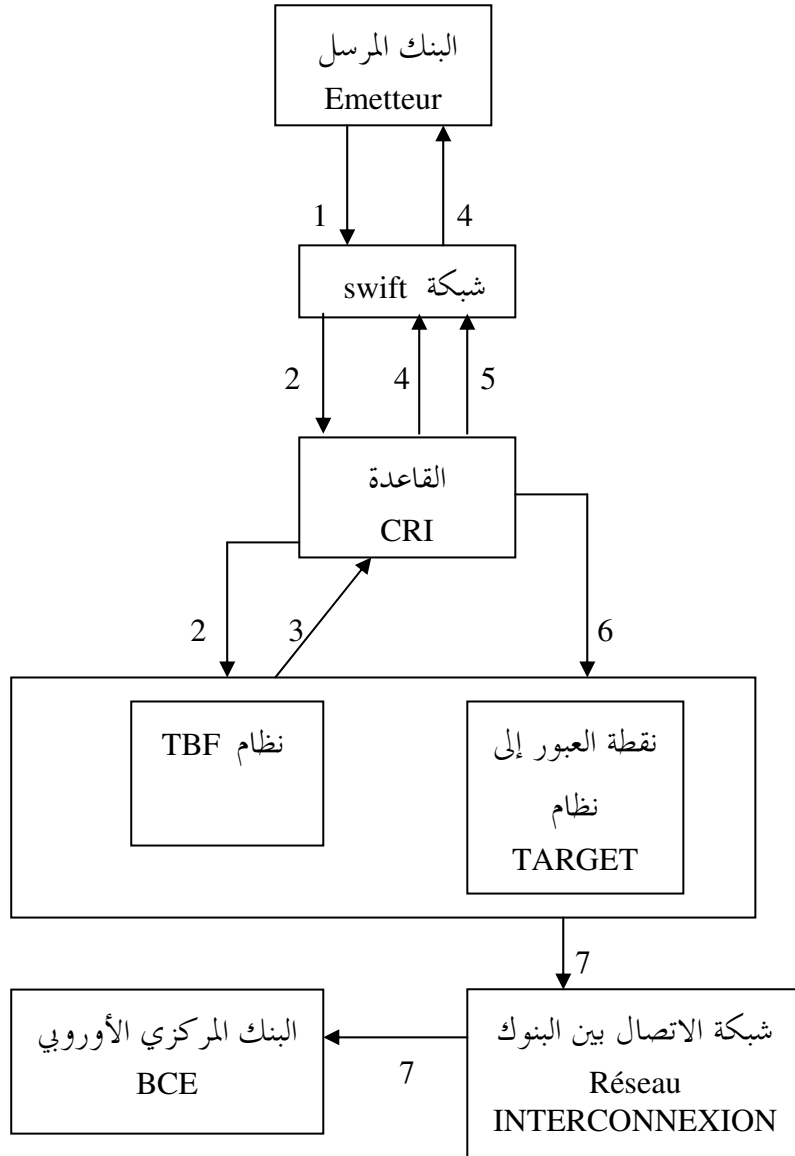 البنك المرسل
Emetteur
1
4
شبكة swift
2
4
5
القاعدة
CRI
2
3
6
نظام TBF
نقطة العبور إلى
نظام
TARGET
7
البنك المركزي الأوروبي
BCE
7
شبكة الاتصال بين البنوك
Réseau
INTERCONNEXION